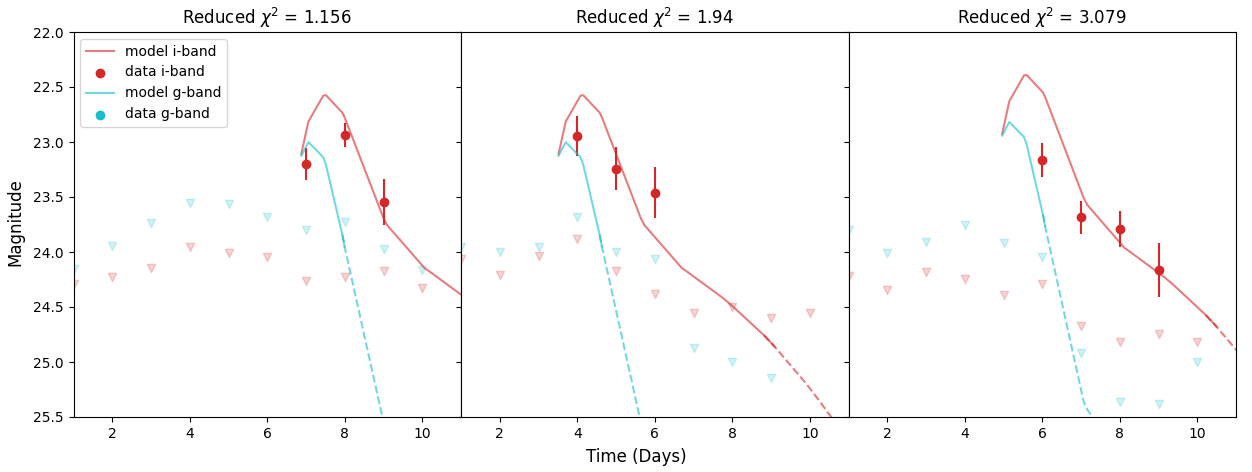 Reduced χ² = 1.156
Reduced χ² = 1.94
Reduced χ² = 3.079
22.0
22.5
23.0
23.5
24.0
24.5
25.0
25.5
Magnitude
model i-band
data i-band
model g-band
data g-band
2 4 6 8 10
2 4 6 8 10
2 4 6 8 10
Time (Days)